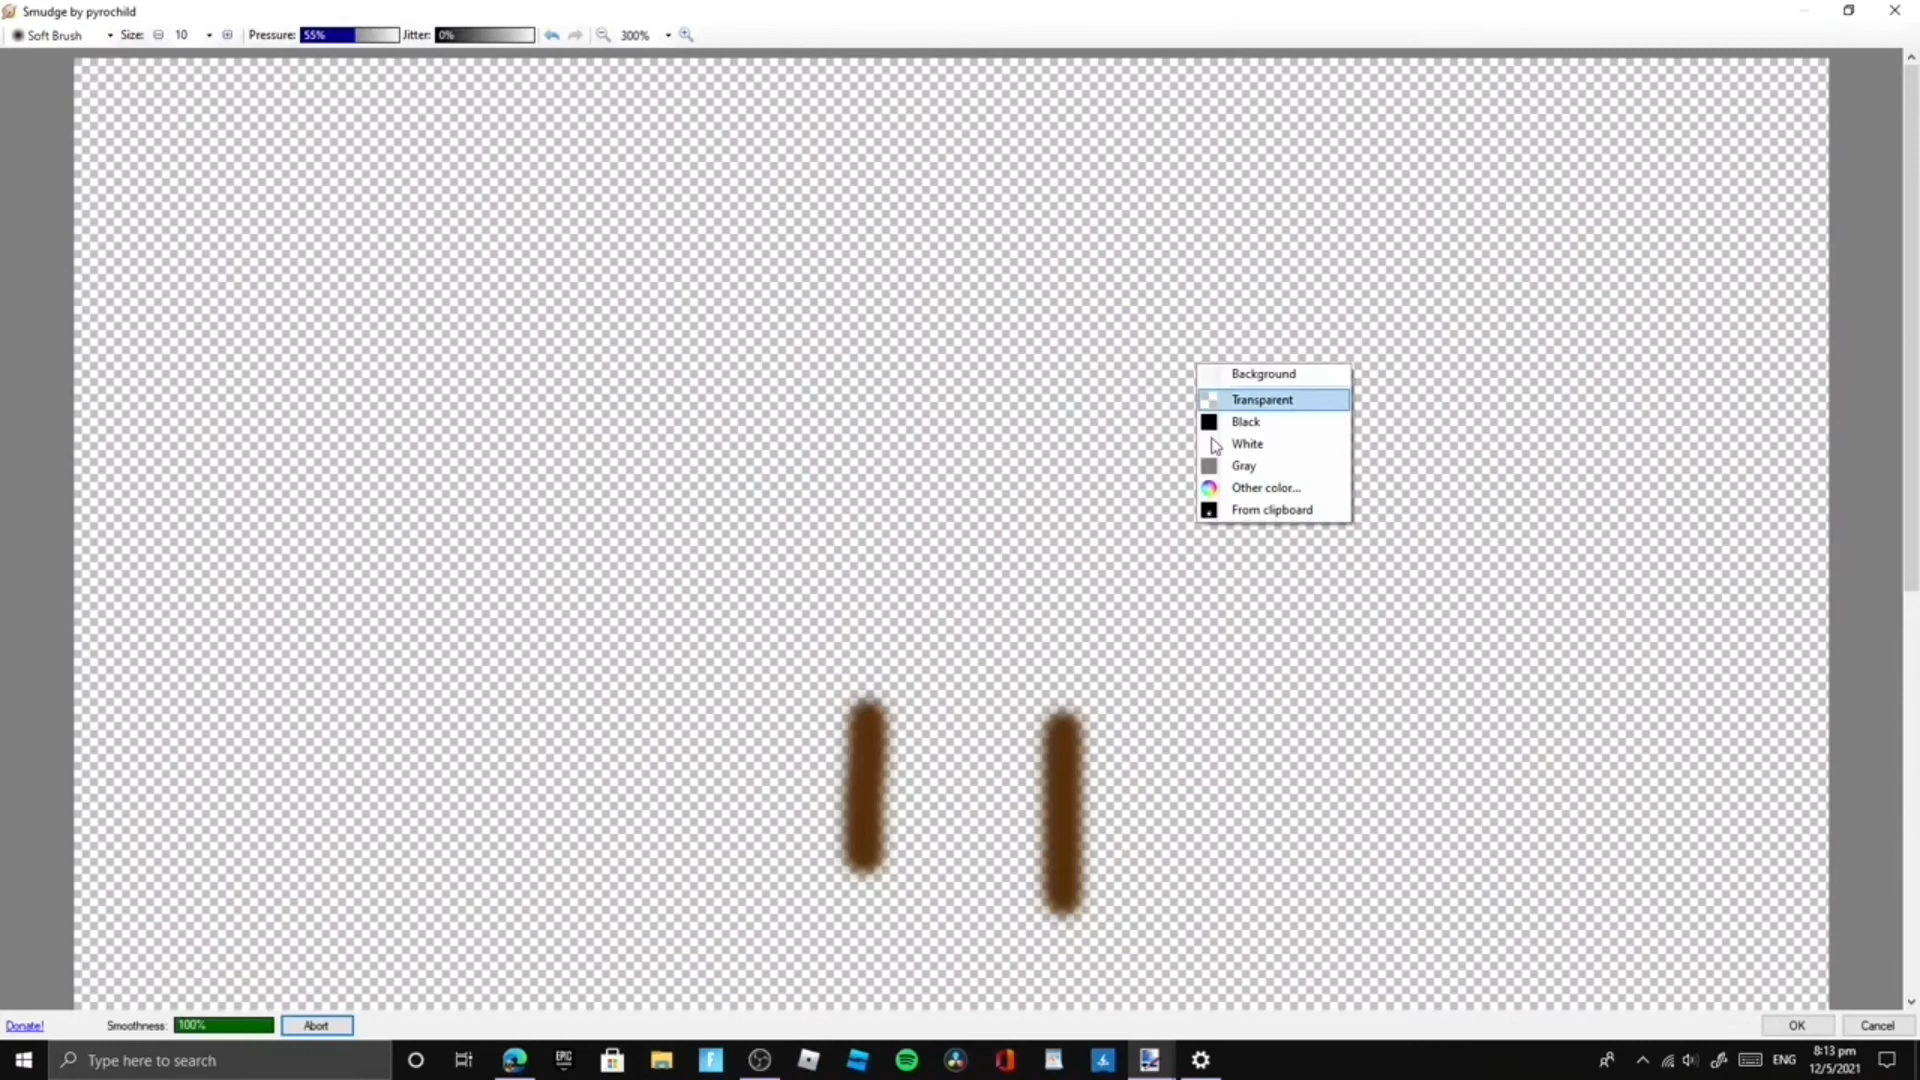 Smudge by pyrochild
Soft Brush Size: 10 Pressure: 55% Jitter: 0% 300%
Background
Transparent
Black
White
Gray
Other color...
From clipboard
Donate! Smoothness: 100% Abort OK Cancel
Type here to search EPIC GAMES F ENG 8:13 pm
12/5/2021